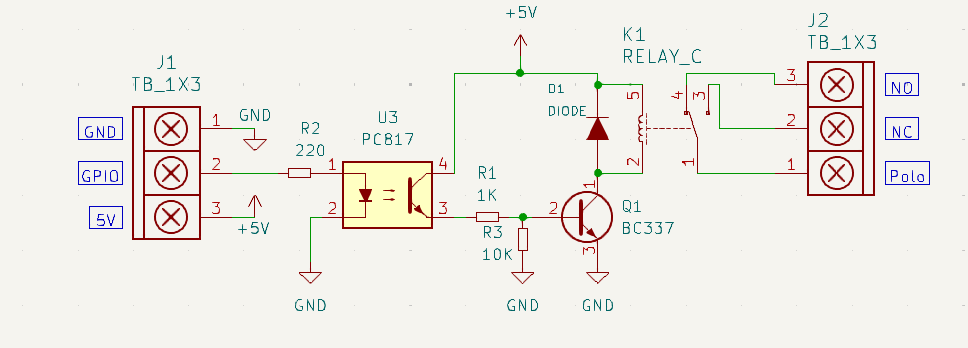 +5V
J1
TB_1X3
GND
GPIO
5V
1
2
3
GND
+5V
R2
220
U3
PC817
1
2
4
3
GND
R1
1K
R3
10K
GND
D1
DIODE
2
1
3
Q1
BC337
GND
K1
RELAY_C
5
2
4
3
1
J2
TB_1X3
3
2
1
NO
NC
Polo